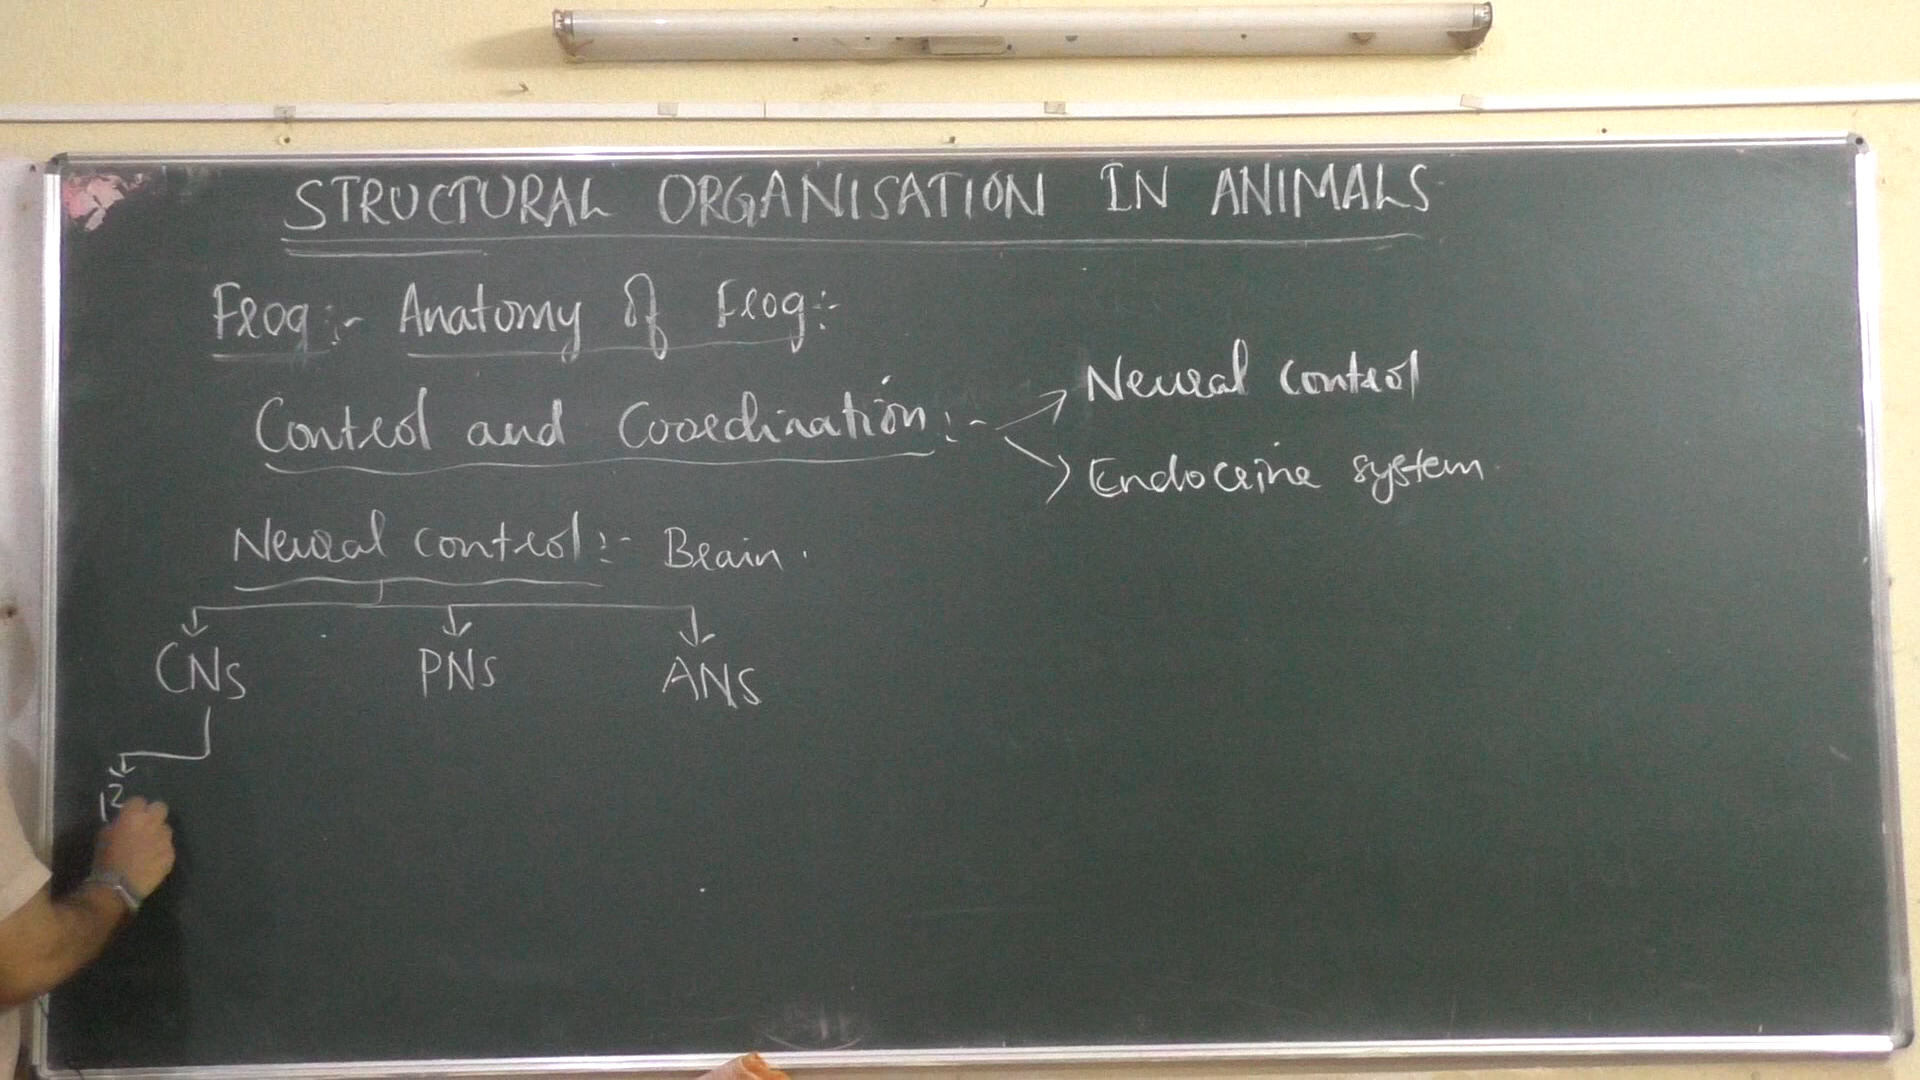 STRUCTURAL ORGANISATION IN ANIMALS
Frog:- Anatomy of Frog:-
Control and Coordination:-
Neural control
Endocrine system
Neural control:- Brain.
CNS PNS ANS